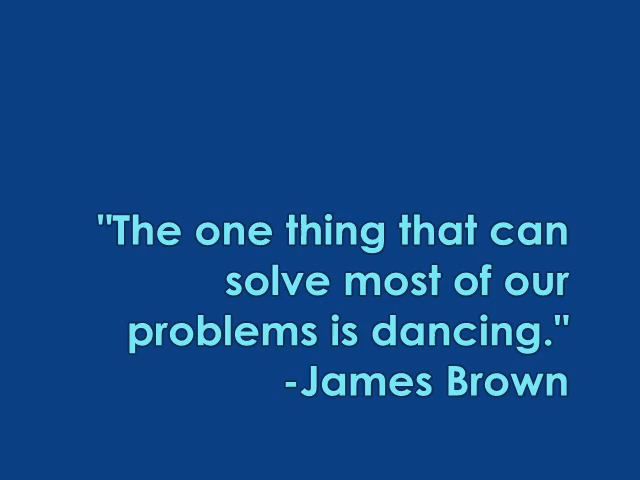 "The one thing that can
solve most of our
problems is dancing."
-James Brown